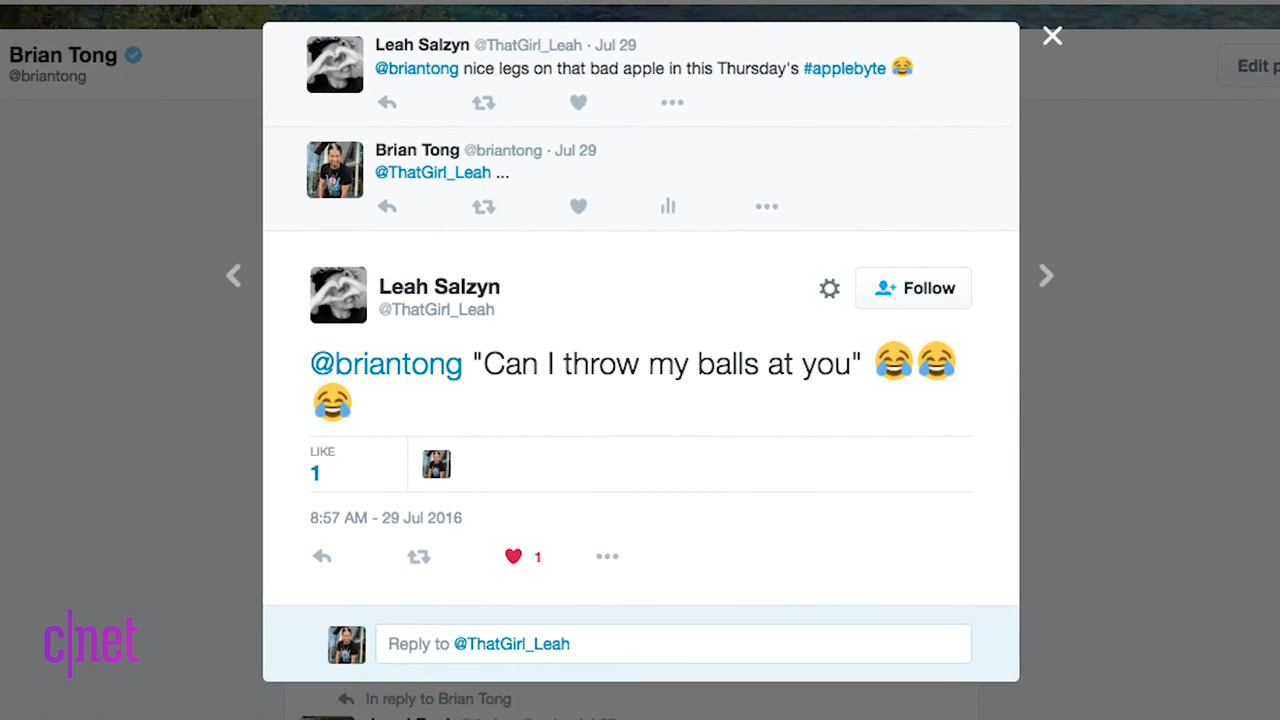 Brian Tong
@briantong
Edit p
Leah Salzyn @ThatGirl_Leah · Jul 29
@briantong nice legs on that bad apple in this Thursday's #applebyte 😂
Brian Tong @briantong · Jul 29
@ThatGirl_Leah ...
Leah Salzyn
@ThatGirl_Leah
Follow
@briantong "Can I throw my balls at you" 😂😂
😂
LIKE
1
8:57 AM - 29 Jul 2016
1
Reply to @ThatGirl_Leah
c|net
In reply to Brian Tong